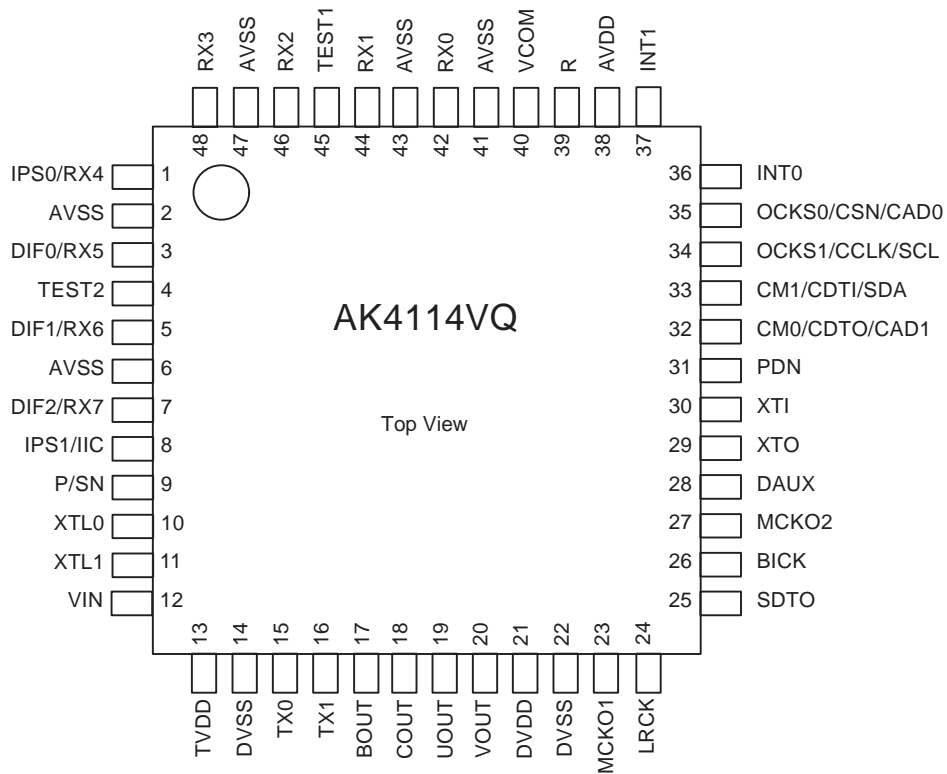 RX3
AVSS
RX2
TEST1
RX1
AVSS
RX0
AVSS
VCOM
R
AVDD
INT1
48
47
46
45
44
43
42
41
40
39
38
37
IPS0/RX4 1
AVSS 2
DIF0/RX5 3
TEST2 4
DIF1/RX6 5
AVSS 6
DIF2/RX7 7
IPS1/IIC 8
P/SN 9
XTL0 10
XTL1 11
VIN 12
AK4114VQ
Top View
36 INT0
35 OCKS0/CSN/CAD0
34 OCKS1/CCLK/SCL
33 CM1/CDTI/SDA
32 CM0/CDTO/CAD1
31 PDN
30 XTI
29 XTO
28 DAUX
27 MCKO2
26 BICK
25 SDTO
13
14
15
16
17
18
19
20
21
22
23
24
TVDD
DVSS
TX0
TX1
BOUT
COUT
UOUT
VOUT
DVDD
DVSS
MCKO1
LRCK